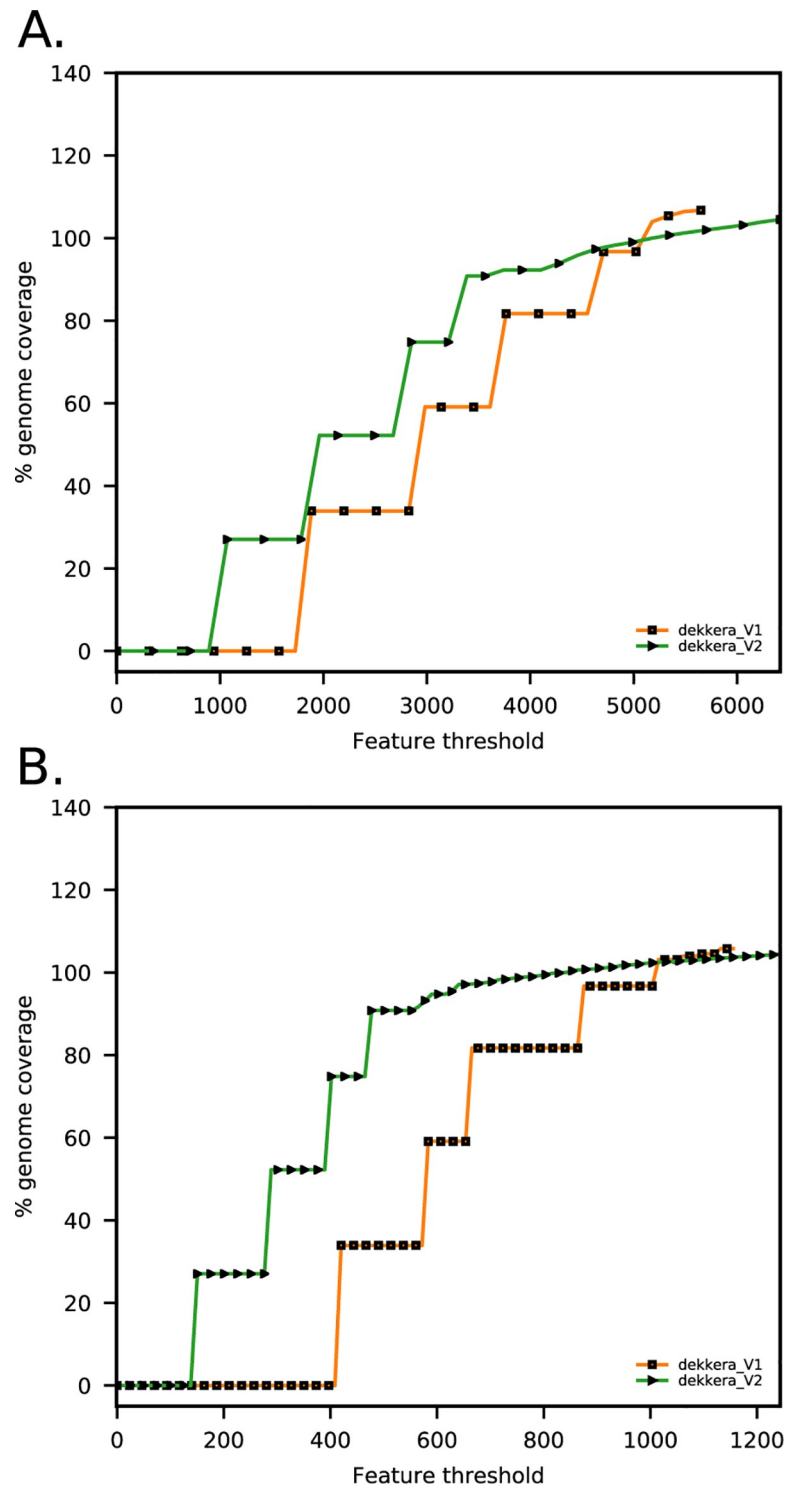 A.
140
120
100
80
60
40
20
0
% genome coverage
0 1000 2000 3000 4000 5000 6000
Feature threshold
dekkera_V1
dekkera_V2
B.
140
120
100
80
60
40
20
0
% genome coverage
0 200 400 600 800 1000 1200
Feature threshold
dekkera_V1
dekkera_V2